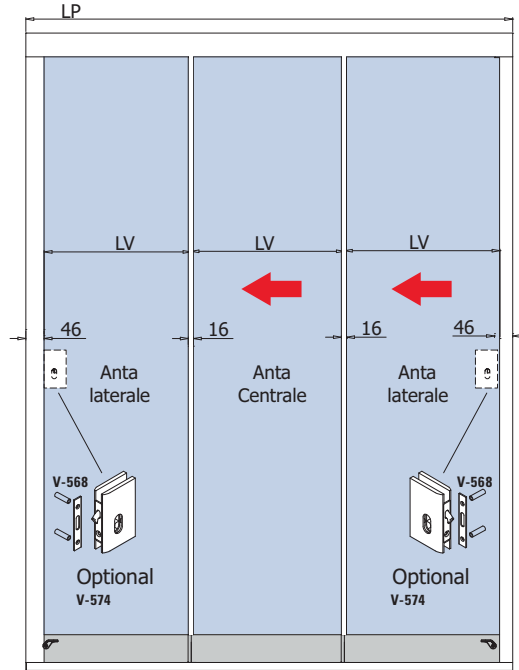 LP
LV LV LV
46 16 16 46
Anta
laterale
Anta
Centrale
Anta
laterale
V-568
V-568
Optional
V-574
Optional
V-574